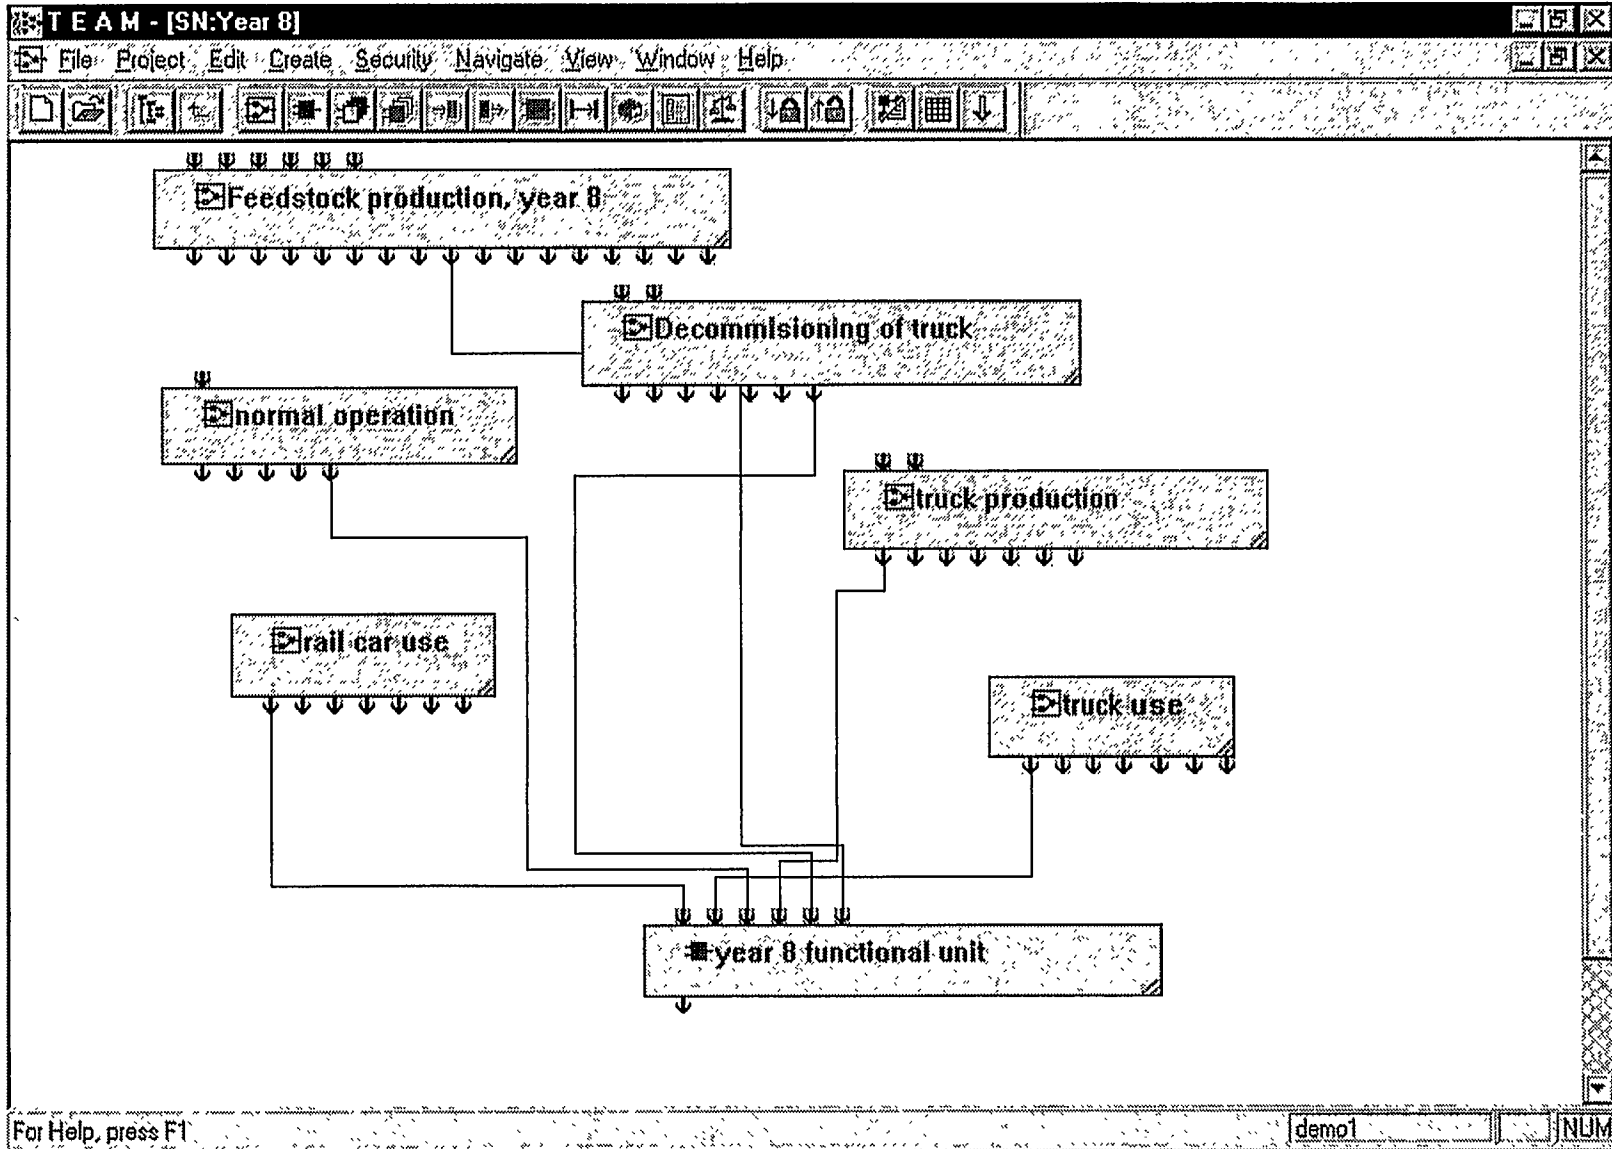 T E A M - [SN:Year 8]
File Project Edit Create Security Navigate View Window Help
Feedstock production, year 8
Decommisioning of truck
normal operation
truck production
rail car use
truck use
year 8 functional unit
For Help, press F1 demo1 NUM